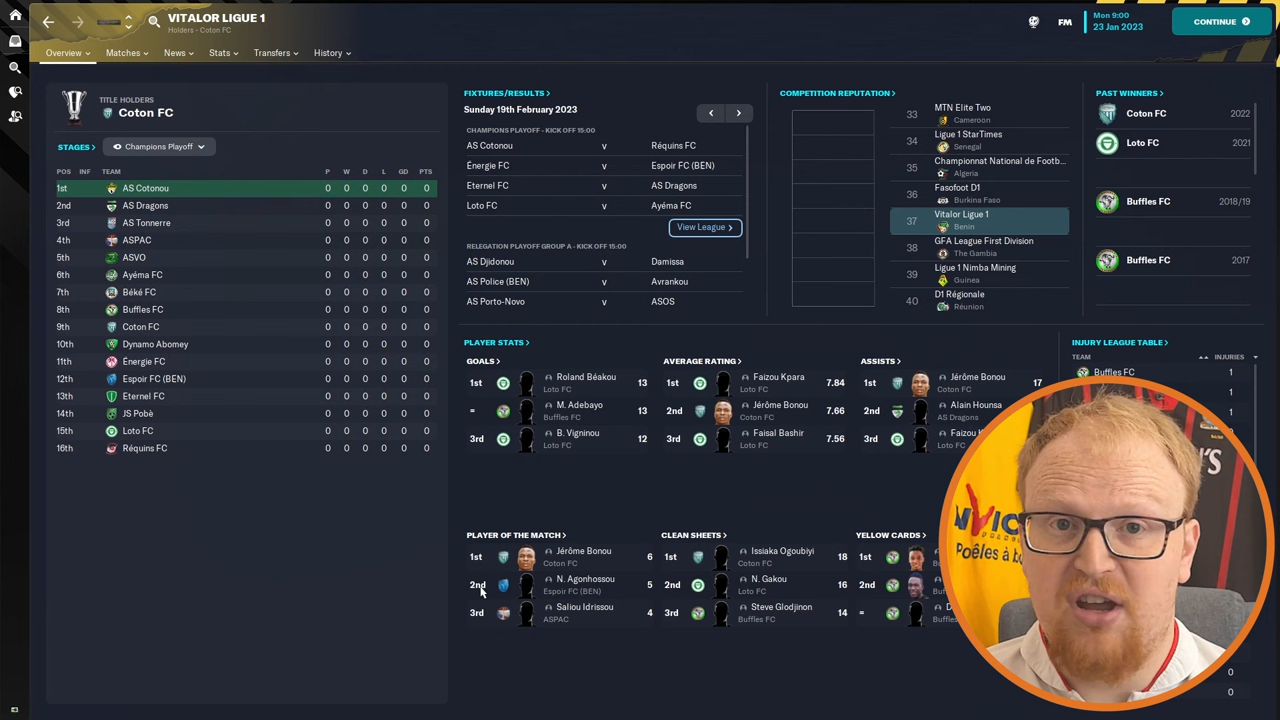 VITALOR LIGUE 1
Holders - Coton FC
FM
Mon 9:00
23 Jan 2023
CONTINUE
Overview
Matches
News
Stats
Transfers
History
TITLE HOLDERS
Coton FC
STAGES
Champions Playoff
POS INF TEAM P W D L GD PTS
1st AS Cotonou 0 0 0 0 0 0
2nd AS Dragons 0 0 0 0 0 0
3rd AS Tonnerre 0 0 0 0 0 0
4th ASPAC 0 0 0 0 0 0
5th ASVO 0 0 0 0 0 0
6th Ayéma FC 0 0 0 0 0 0
7th Béké FC 0 0 0 0 0 0
8th Buffles FC 0 0 0 0 0 0
9th Coton FC 0 0 0 0 0 0
10th Dynamo Abomey 0 0 0 0 0 0
11th Énergie FC 0 0 0 0 0 0
12th Espoir FC (BEN) 0 0 0 0 0 0
13th Eternel FC 0 0 0 0 0 0
14th JS Pobè 0 0 0 0 0 0
15th Loto FC 0 0 0 0 0 0
16th Réquins FC 0 0 0 0 0 0
FIXTURES/RESULTS
Sunday 19th February 2023
CHAMPIONS PLAYOFF - KICK OFF 15:00
AS Cotonou v Réquins FC
Énergie FC v Espoir FC (BEN)
Eternel FC v AS Dragons
Loto FC v Ayéma FC
View League
RELEGATION PLAYOFF GROUP A - KICK OFF 15:00
AS Djidonou v Damissa
AS Police (BEN) v Avrankou
AS Porto-Novo v ASOS
COMPETITION REPUTATION
33 MTN Elite Two
Cameroon
34 Ligue 1 StarTimes
Senegal
35 Championnat National de Footb...
Algeria
36 Fasofoot D1
Burkina Faso
37 Vitalor Ligue 1
Benin
38 GFA League First Division
The Gambia
39 Ligue 1 Nimba Mining
Guinea
40 D1 Régionale
Réunion
PAST WINNERS
Coton FC 2022
Loto FC 2021
Buffles FC 2018/19
Buffles FC 2017
PLAYER STATS
GOALS
1st Roland Béakou 13
Loto FC
= M. Adebayo 13
Buffles FC
3rd B. Vigninou 12
Loto FC
AVERAGE RATING
1st Faizou Kpara 7.84
Loto FC
2nd Jérôme Bonou 7.66
Coton FC
3rd Faisal Bashir 7.56
Loto FC
ASSISTS
1st Jérôme Bonou 17
Coton FC
2nd Alain Hounsa
AS Dragons
3rd Faizou
Loto FC
INJURY LEAGUE TABLE
TEAM INJURIES
Buffles FC 1
1
1
PLAYER OF THE MATCH
1st Jérôme Bonou 6
Coton FC
2nd N. Agonhossou 5
Espoir FC (BEN)
3rd Saliou Idrissou 4
ASPAC
CLEAN SHEETS
1st Issiaka Ogoubiyi 18
Coton FC
2nd N. Gakou 16
Loto FC
3rd Steve Glodjinon 14
Buffles FC
YELLOW CARDS
1st
2nd
=
0
0
Poêles à bo